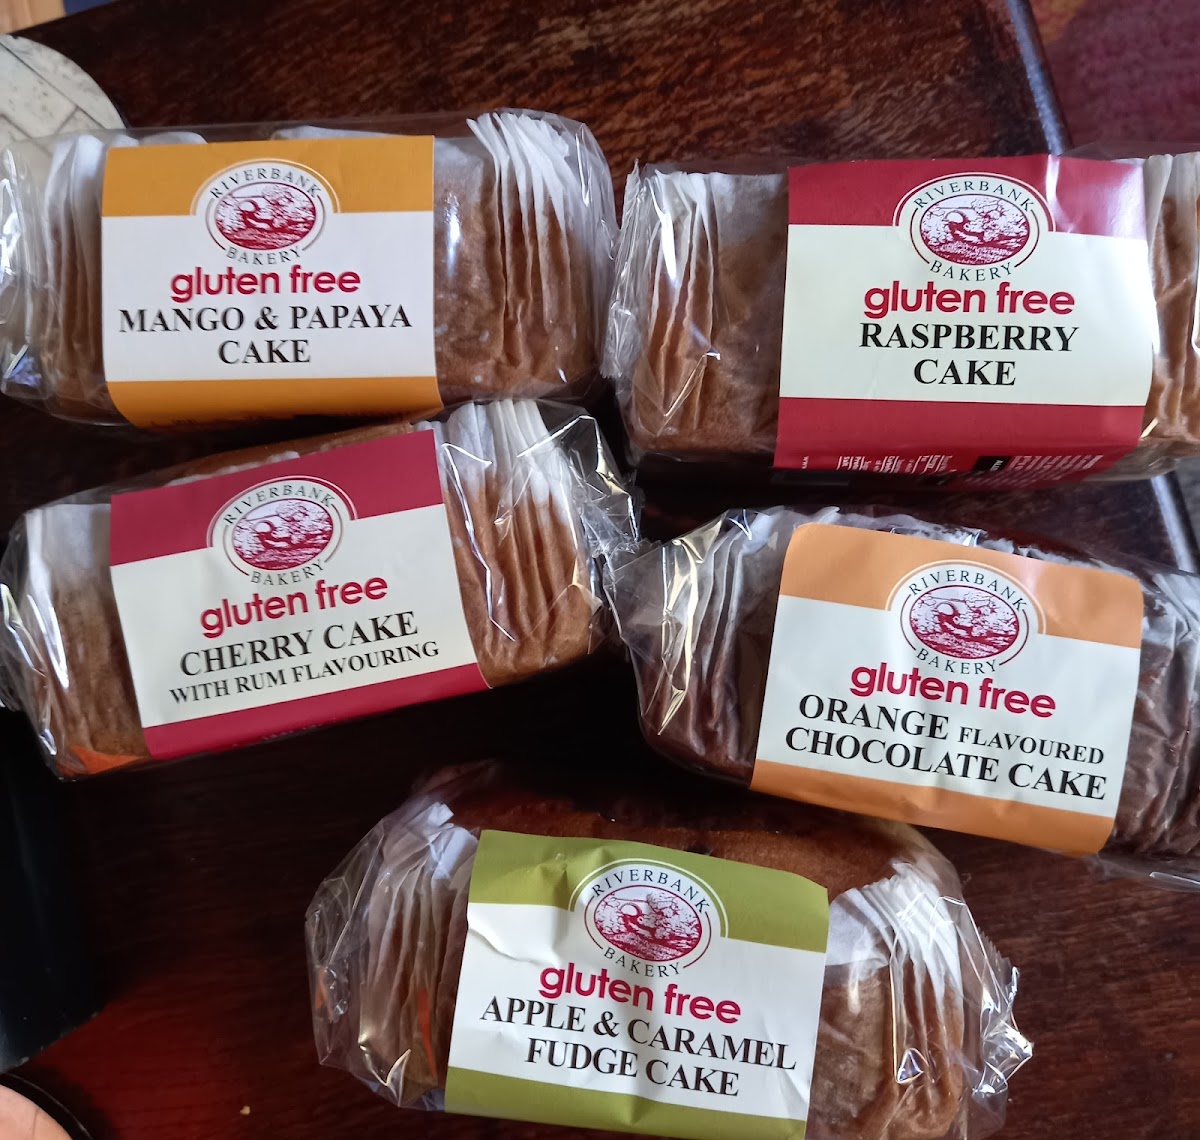 RIVERBANK
BAKERY
gluten free
MANGO & PAPAYA
CAKE
RIVERBANK
BAKERY
gluten free
RASPBERRY
CAKE
RIVERBANK
BAKERY
gluten free
CHERRY CAKE
WITH RUM FLAVOURING
RIVERBANK
BAKERY
gluten free
ORANGE FLAVOURED
CHOCOLATE CAKE
RIVERBANK
BAKERY
gluten free
APPLE & CARAMEL
FUDGE CAKE